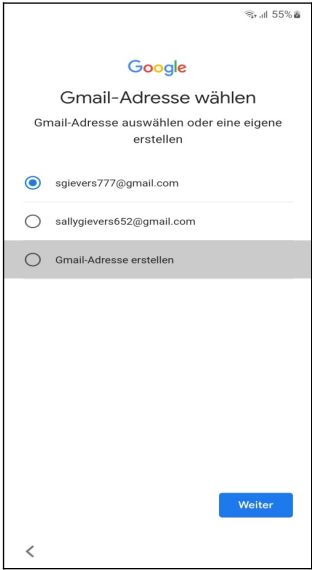 55%
Google
Gmail-Adresse wählen
Gmail-Adresse auswählen oder eine eigene
erstellen
sgievers777@gmail.com
sallygievers652@gmail.com
Gmail-Adresse erstellen
Weiter